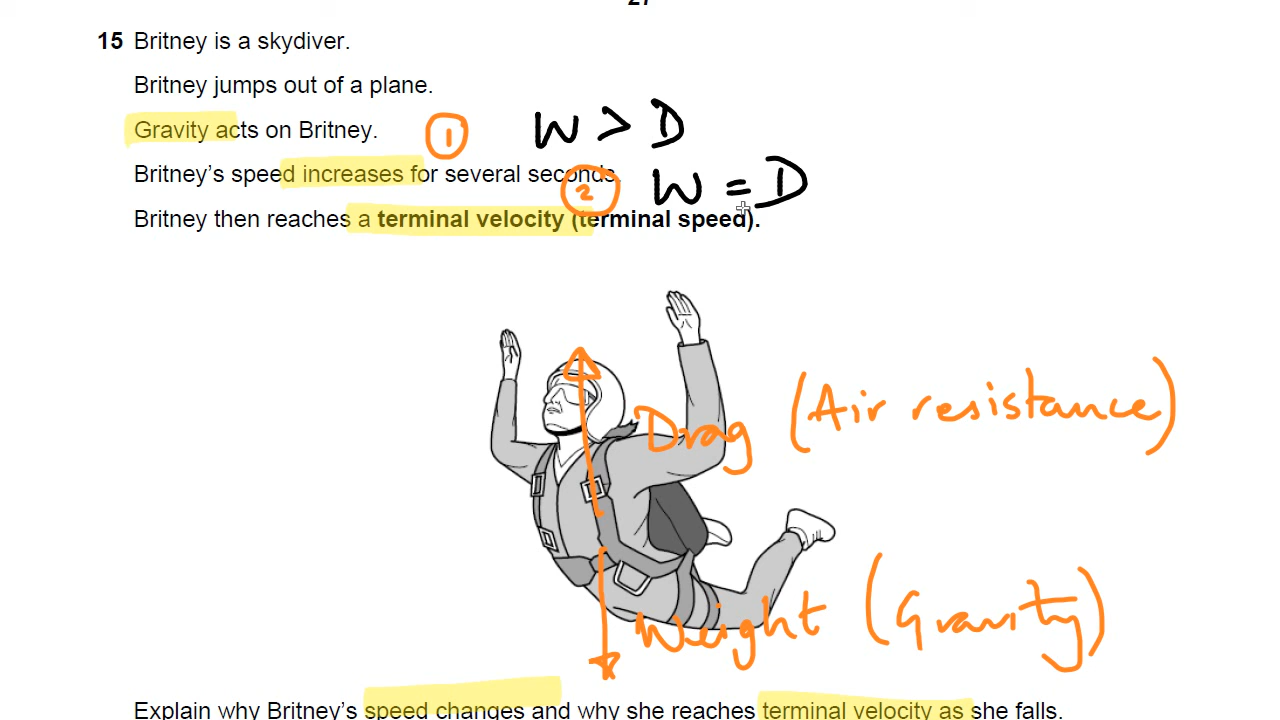 27
15 Britney is a skydiver.
Britney jumps out of a plane.
Gravity acts on Britney. 1 W > D
Britney's speed increases for several seconds. 2 W = D
Britney then reaches a terminal velocity (terminal speed).
Drag (Air resistance)
Weight (Gravity)
Explain why Britney's speed changes and why she reaches terminal velocity as she falls.